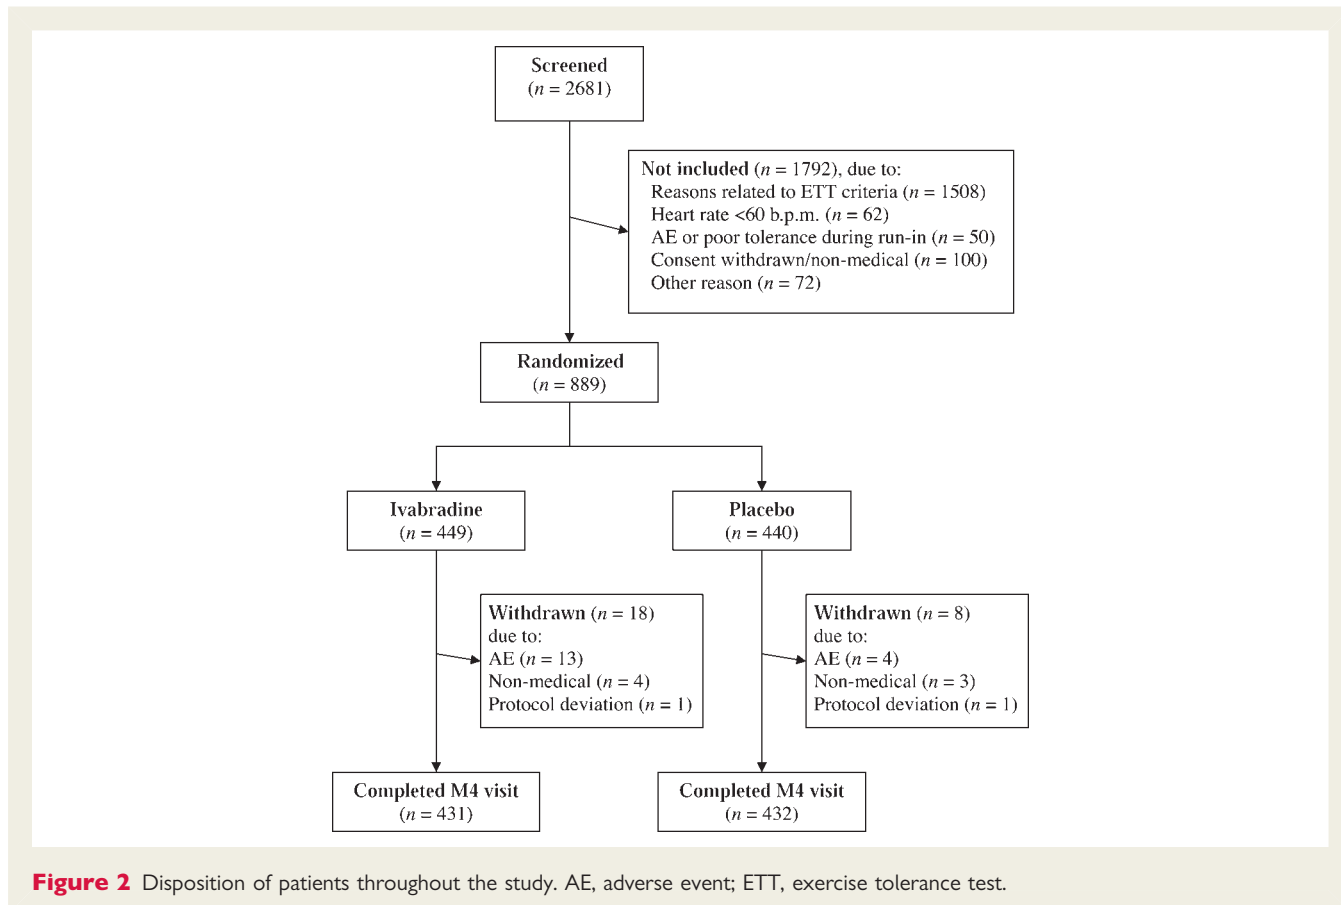 Screened
(n = 2681)
Not included (n = 1792), due to:
Reasons related to ETT criteria (n = 1508)
Heart rate <60 b.p.m. (n = 62)
AE or poor tolerance during run-in (n = 50)
Consent withdrawn/non-medical (n = 100)
Other reason (n = 72)
Randomized
(n = 889)
Ivabradine
(n = 449)
Placebo
(n = 440)
Withdrawn (n = 18)
due to:
AE (n = 13)
Non-medical (n = 4)
Protocol deviation (n = 1)
Withdrawn (n = 8)
due to:
AE (n = 4)
Non-medical (n = 3)
Protocol deviation (n = 1)
Completed M4 visit
(n = 431)
Completed M4 visit
(n = 432)
Figure 2 Disposition of patients throughout the study. AE, adverse event; ETT, exercise tolerance test.